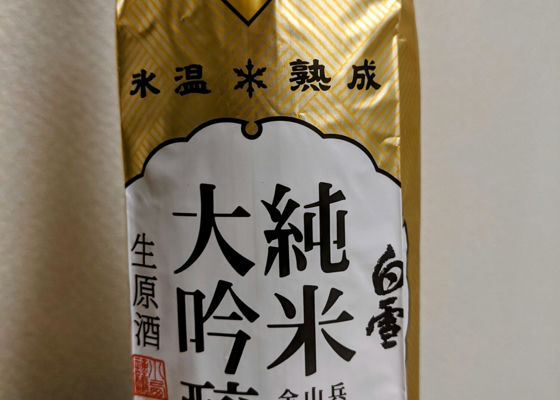 氷温熟成
白雪
純米
大吟醸
生原酒